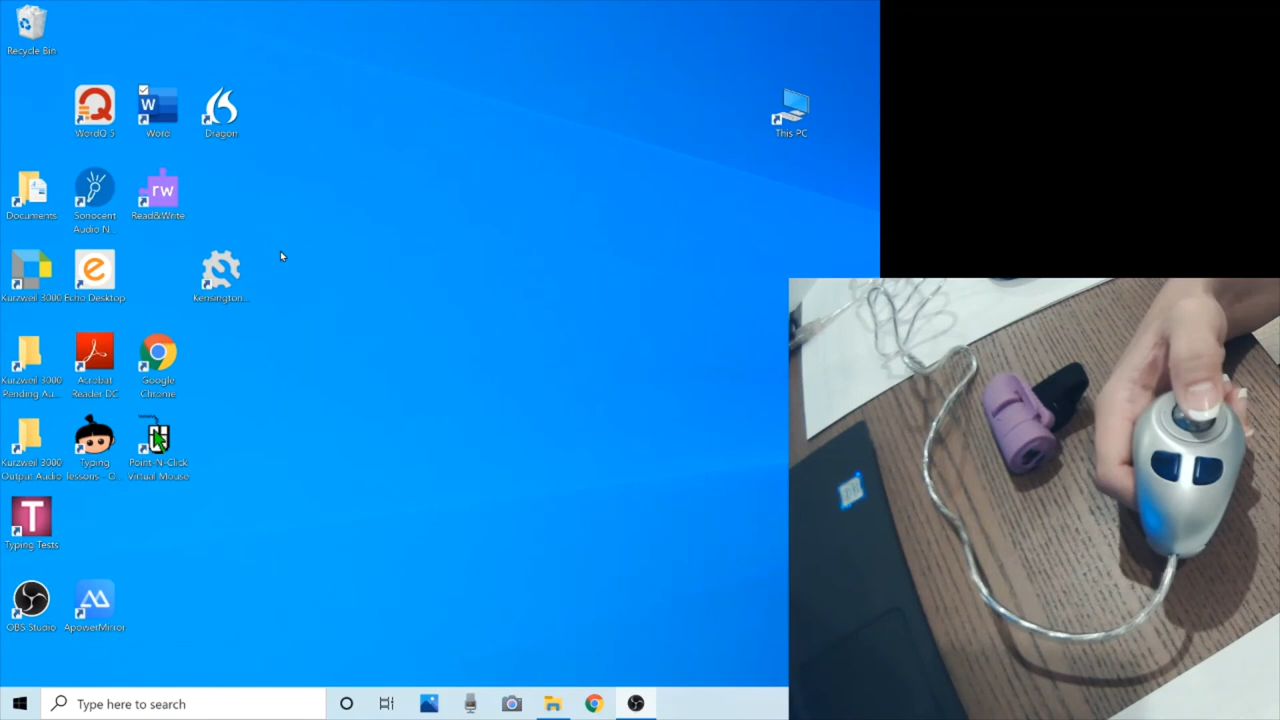 Recycle Bin
WordQ 5
W
Word
Dragon
This PC
Documents
Sonocent
Audio N...
rw
Read&Write
Kurzweil 3000
e
Echo Desktop
Kensington...
Kurzweil 3000
Pending Au...
Acrobat
Reader DC
Google
Chrome
Kurzweil 3000
Output Audio
Typing
lessons - O...
Point-N-Click
Virtual Mouse
T
Typing Tests
OBS Studio
ApowerMirror
Type here to search